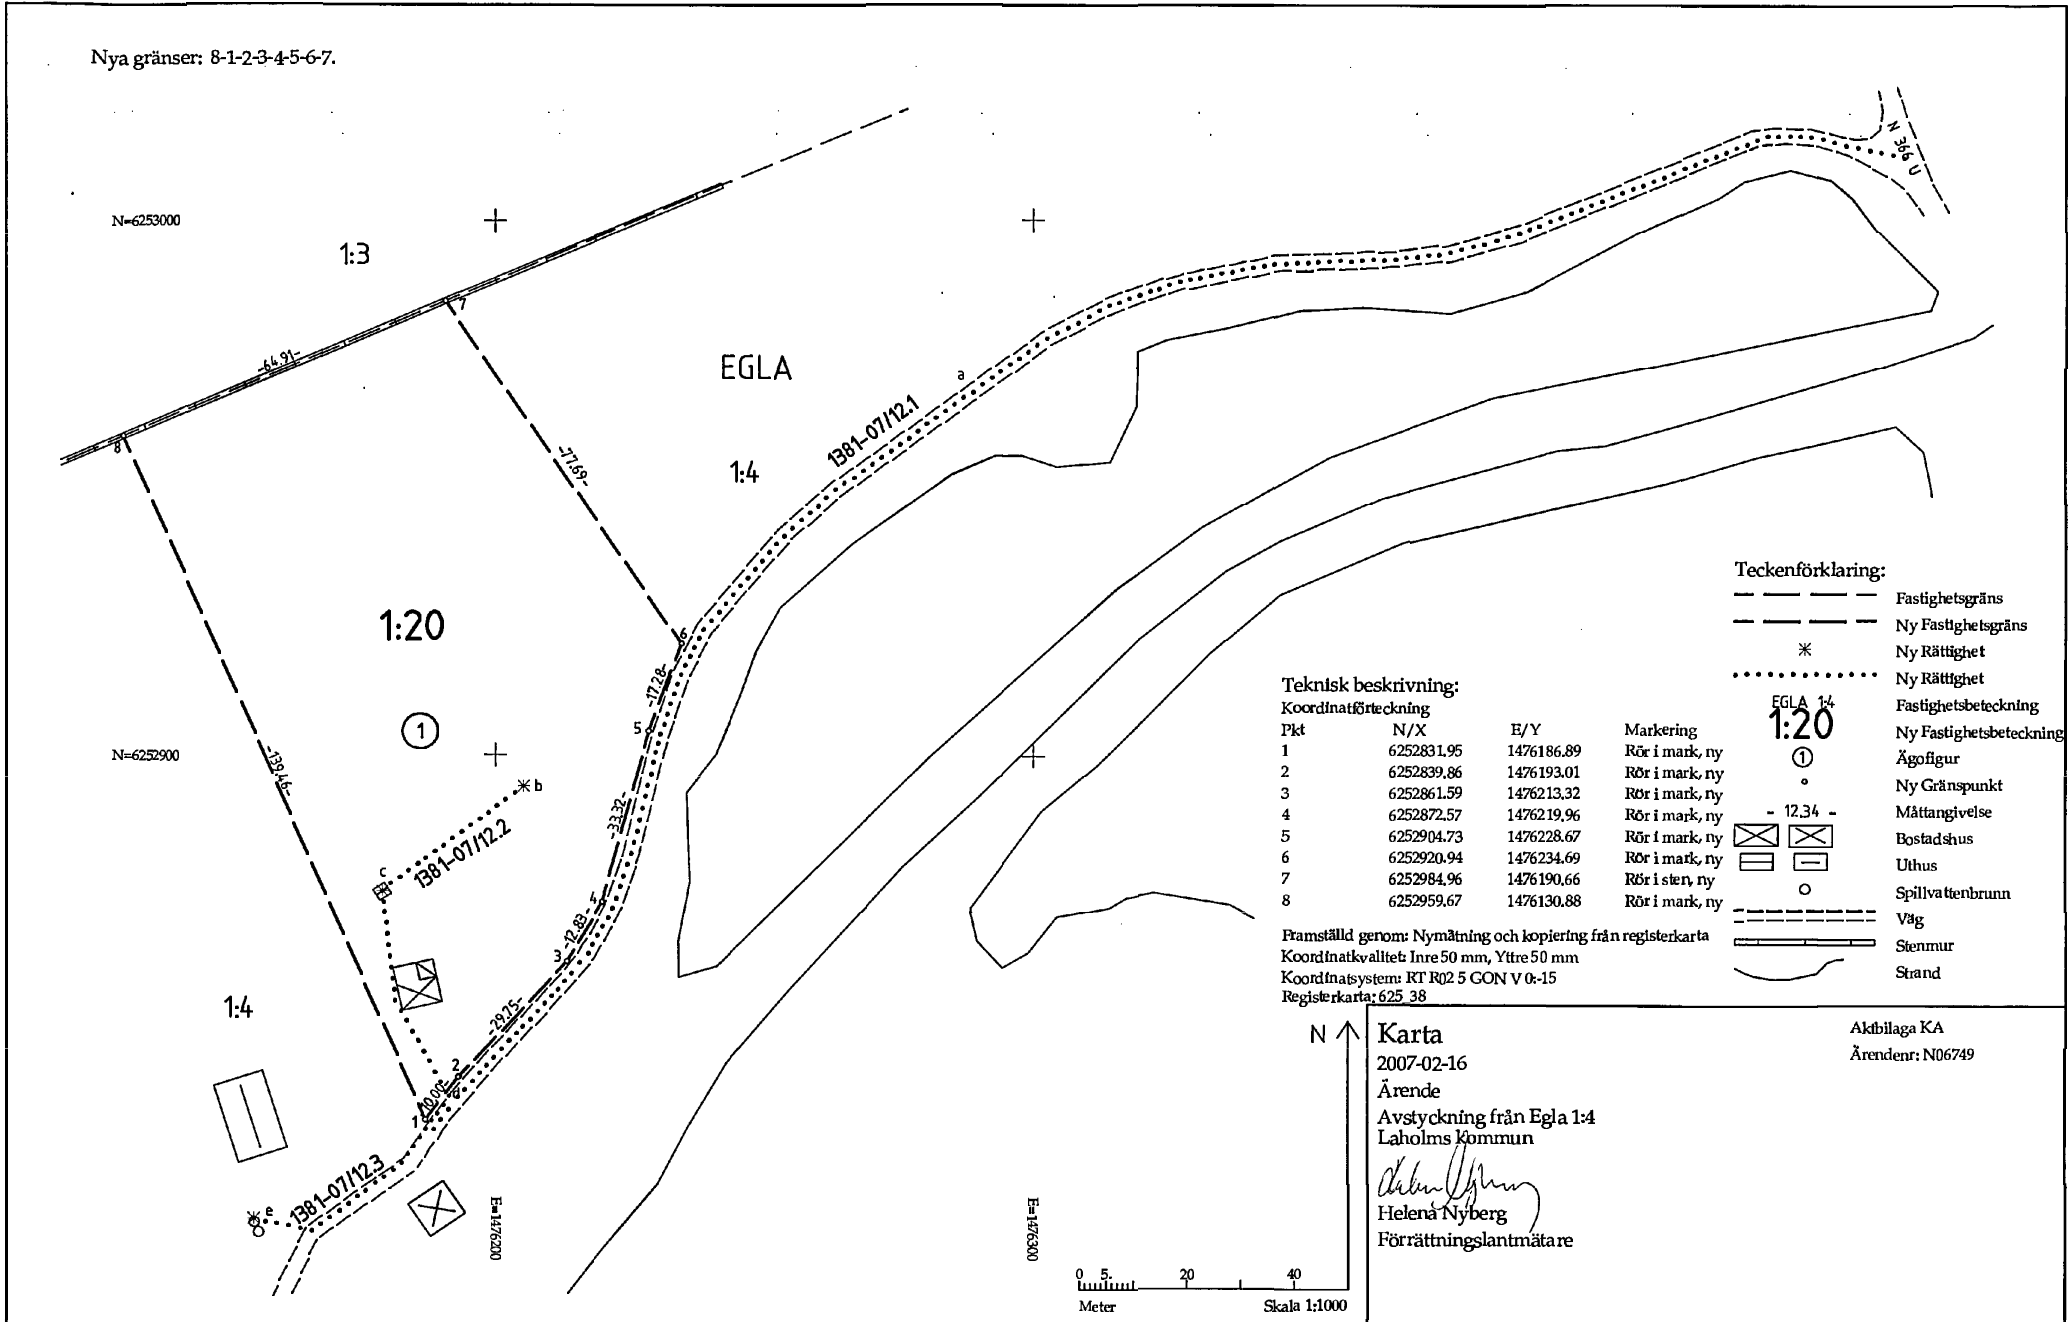 Nya gränser: 8-1-2-3-4-5-6-7.
N 366 U
N=6253000
1:3
7
-64.91-
EGLA
a
1381-07/12.1
8
-77.69-
1:4
1:20
6
-17.28-
5
1
N=6252900
-139.46-
b
-33.32-
1381-07/12.2
c
4
-12.83-
3
1:4
-29.75-
2
-10.00-
1
1381-07/12.3
e
E=1476200
E=1476300
Teckenförklaring:
Fastighetsgräns
Ny Fastighetsgräns
Ny Rättighet
Ny Rättighet
EGLA 1:4 Fastighetsbeteckning
1:20 Ny Fastighetsbeteckning
1 Ägofigur
Ny Gränspunkt
- 12.34 - Måttangivelse
Bostadshus
Uthus
Spillvattenbrunn
Väg
Stenmur
Strand
Teknisk beskrivning:
Koordinatförteckning
Pkt N/X E/Y Markering
1 6252831.95 1476186.89 Rör i mark, ny
2 6252839.86 1476193.01 Rör i mark, ny
3 6252861.59 1476213.32 Rör i mark, ny
4 6252872.57 1476219.96 Rör i mark, ny
5 6252904.73 1476228.67 Rör i mark, ny
6 6252920.94 1476234.69 Rör i mark, ny
7 6252984.96 1476190.66 Rör i sten, ny
8 6252959.67 1476130.88 Rör i mark, ny
Framställd genom: Nymätning och kopiering från registerkarta
Koordinatkvalitet: Inre 50 mm, Yttre 50 mm
Koordinatsystem: RT R02 5 GON V 0:-15
Registerkarta: 625 38
N
Karta
2007-02-16
Ärende
Avstyckning från Egla 1:4
Laholms kommun
Helena Nyberg
Förrättningslantmätare
Aktbilaga KA
Ärendenr: N06749
0 5 20 40
Meter Skala 1:1000